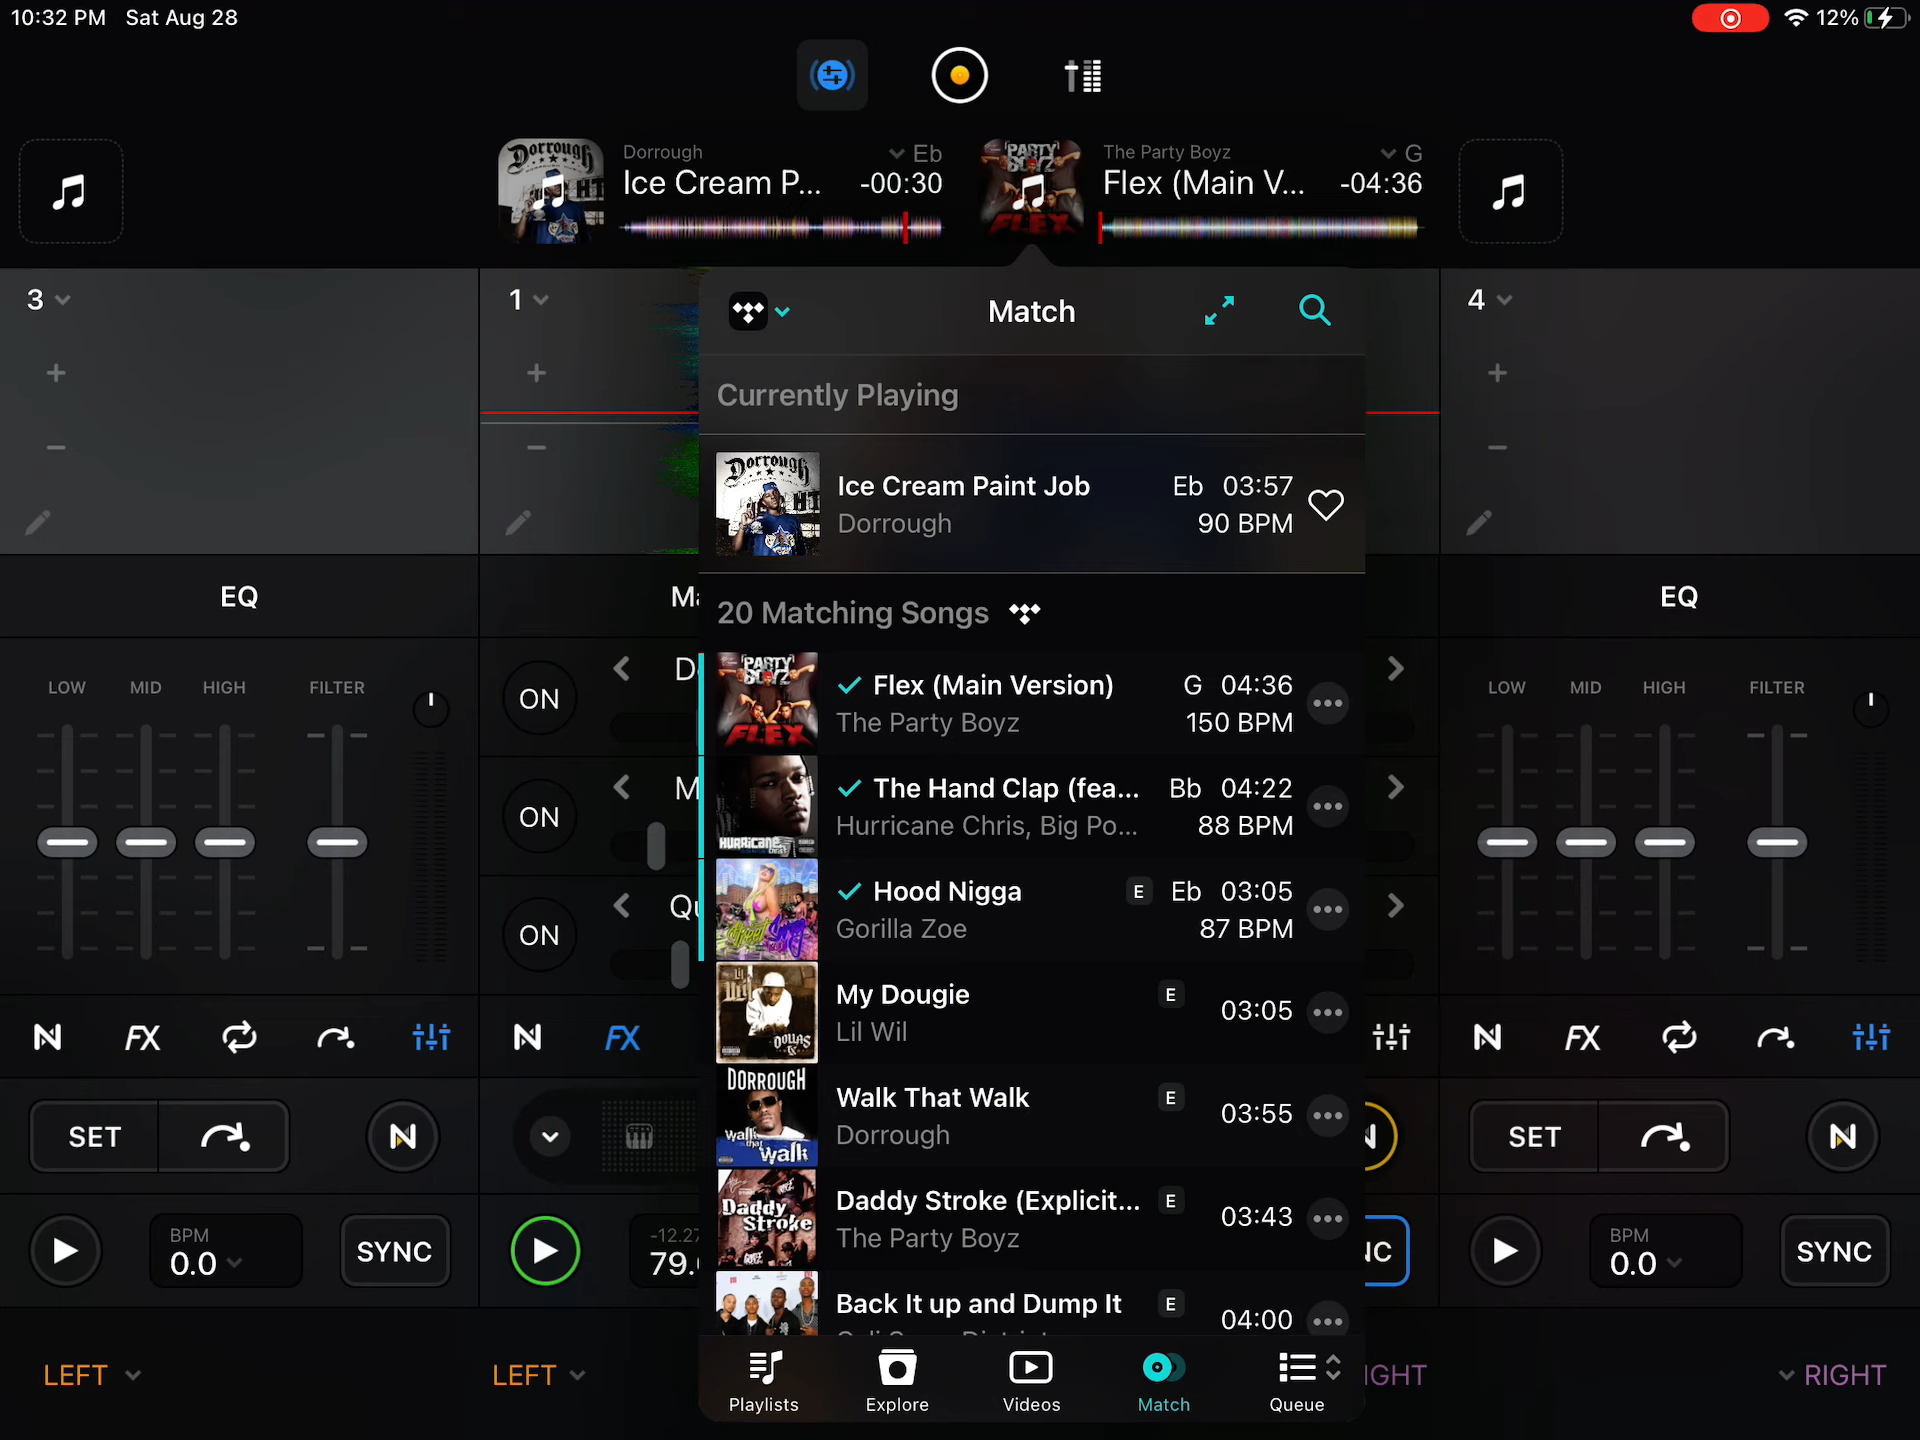 10:32 PM Sat Aug 28
12%
Dorrough
Eb
Ice Cream P...
-00:30
The Party Boyz
G
Flex (Main V...
-04:36
3
1
4
Match
Currently Playing
Ice Cream Paint Job
Eb 03:57
Dorrough
90 BPM
20 Matching Songs
Flex (Main Version)
G 04:36
The Party Boyz
150 BPM
The Hand Clap (fea...
Bb 04:22
Hurricane Chris, Big Po...
88 BPM
Hood Nigga
E Eb 03:05
Gorilla Zoe
87 BPM
My Dougie
E 03:05
Lil Wil
Walk That Walk
E 03:55
Dorrough
Daddy Stroke (Explicit...
E 03:43
The Party Boyz
Back It up and Dump It
E 04:00
Playlists
Explore
Videos
Match
Queue
EQ
LOW MID HIGH FILTER
FX
SET
BPM
0.0
SYNC
LEFT
ON
ON
ON
FX
-12.27
79.
LEFT
EQ
LOW MID HIGH FILTER
FX
SET
BPM
0.0
SYNC
RIGHT